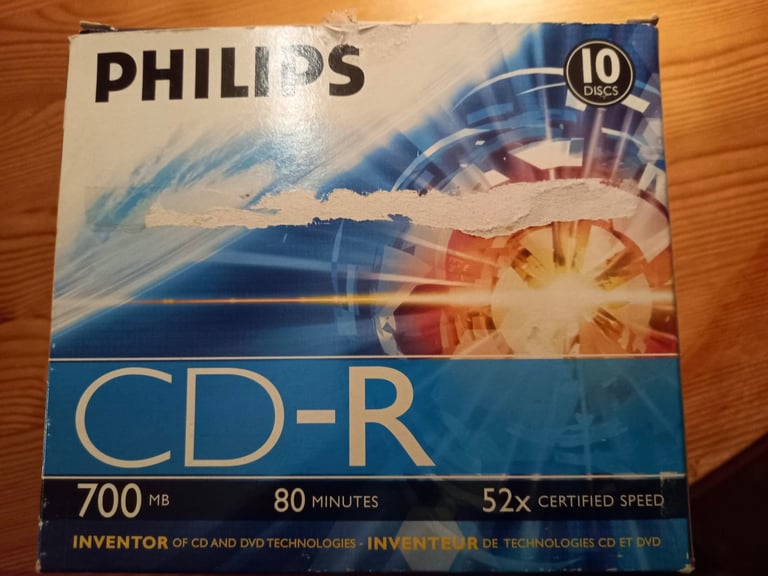 PHILIPS
10
DISCS
CD-R
700 MB 80 MINUTES 52x CERTIFIED SPEED
INVENTOR OF CD AND DVD TECHNOLOGIES - INVENTEUR DE TECHNOLOGIES CD ET DVD